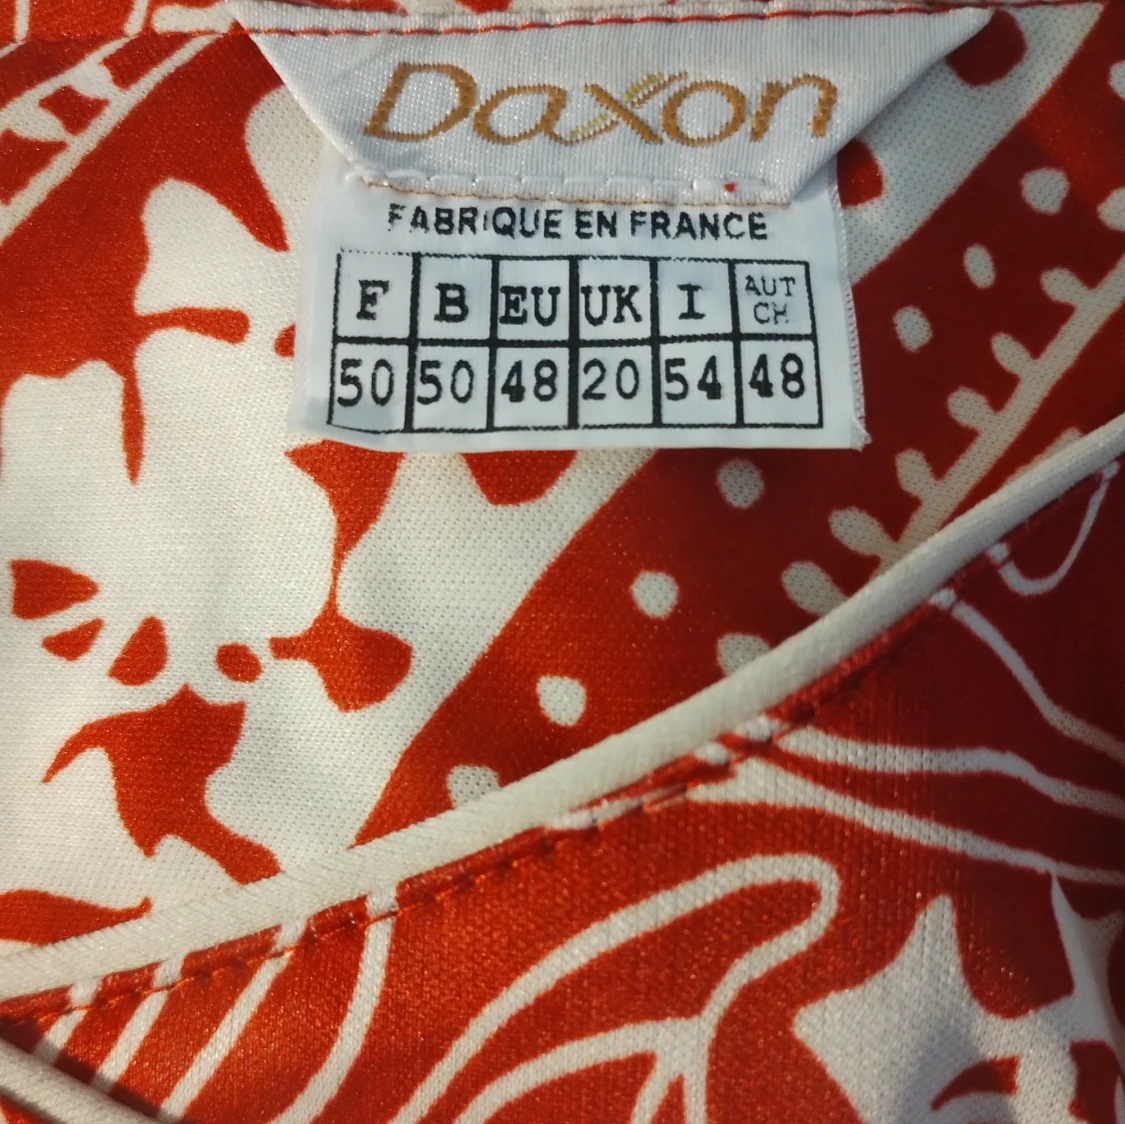 Daxon
FABRIQUE EN FRANCE
F B EU UK I AUT CH
50 50 48 20 54 48